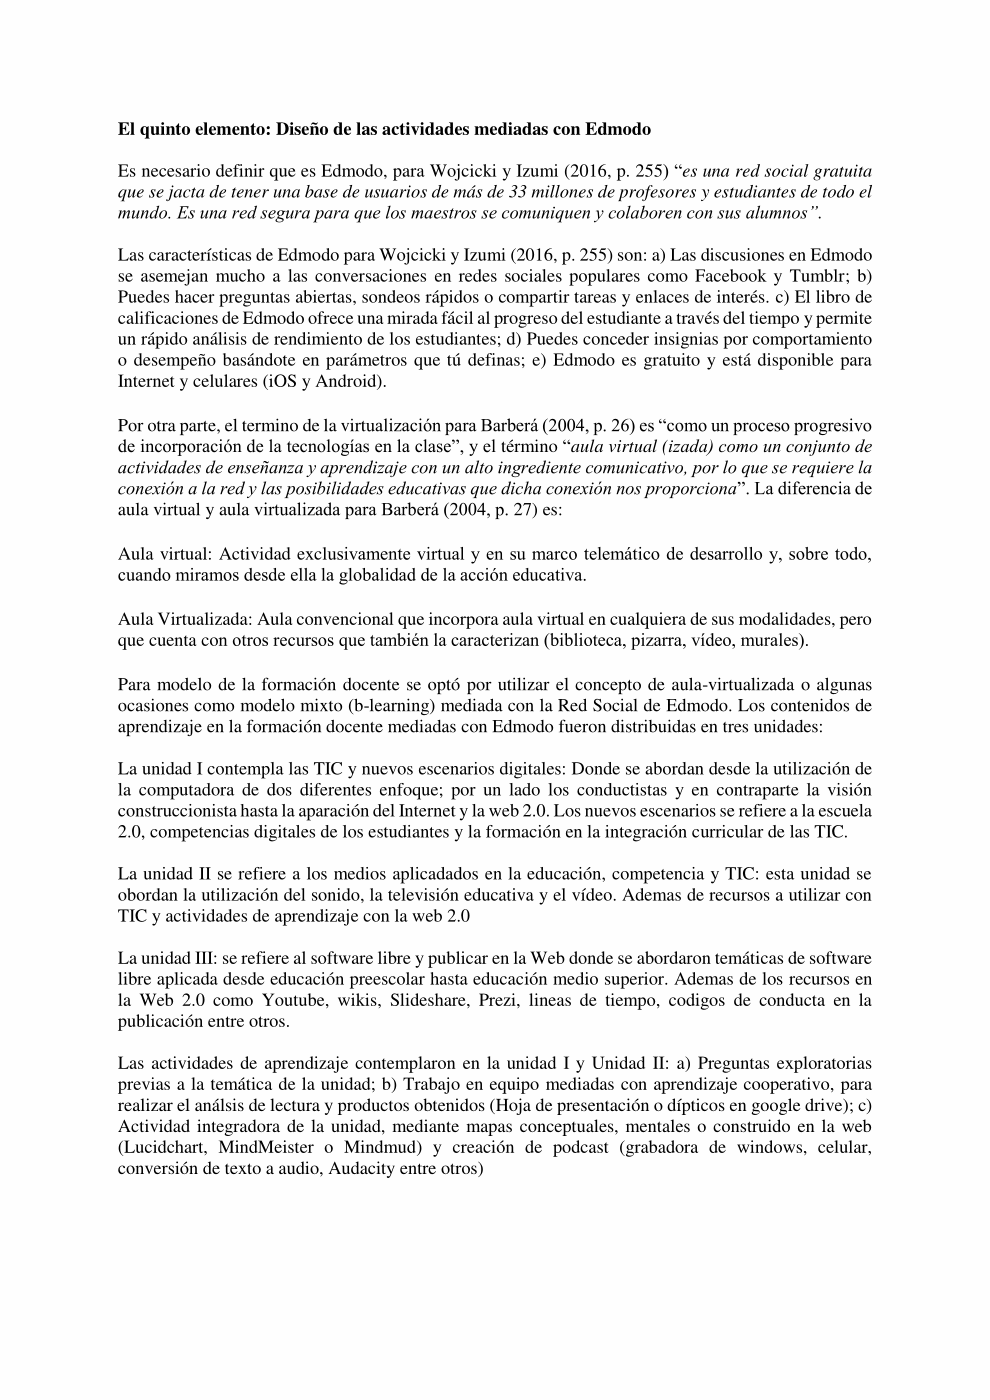 El quinto elemento: Diseño de las actividades mediadas con Edmodo
Es necesario definir que es Edmodo, para Wojcicki y Izumi (2016, p. 255) “es una red social gratuita
que se jacta de tener una base de usuarios de más de 33 millones de profesores y estudiantes de todo el
mundo. Es una red segura para que los maestros se comuniquen y colaboren con sus alumnos”.
Las características de Edmodo para Wojcicki y Izumi (2016, p. 255) son: a) Las discusiones en Edmodo
se asemejan mucho a las conversaciones en redes sociales populares como Facebook y Tumblr; b)
Puedes hacer preguntas abiertas, sondeos rápidos o compartir tareas y enlaces de interés. c) El libro de
calificaciones de Edmodo ofrece una mirada fácil al progreso del estudiante a través del tiempo y permite
un rápido análisis de rendimiento de los estudiantes; d) Puedes conceder insignias por comportamiento
o desempeño basándote en parámetros que tú definas; e) Edmodo es gratuito y está disponible para
Internet y celulares (iOS y Android).
Por otra parte, el termino de la virtualización para Barberá (2004, p. 26) es “como un proceso progresivo
de incorporación de la tecnologías en la clase”, y el término “aula virtual (izada) como un conjunto de
actividades de enseñanza y aprendizaje con un alto ingrediente comunicativo, por lo que se requiere la
conexión a la red y las posibilidades educativas que dicha conexión nos proporciona”. La diferencia de
aula virtual y aula virtualizada para Barberá (2004, p. 27) es:
Aula virtual: Actividad exclusivamente virtual y en su marco telemático de desarrollo y, sobre todo,
cuando miramos desde ella la globalidad de la acción educativa.
Aula Virtualizada: Aula convencional que incorpora aula virtual en cualquiera de sus modalidades, pero
que cuenta con otros recursos que también la caracterizan (biblioteca, pizarra, vídeo, murales).
Para modelo de la formación docente se optó por utilizar el concepto de aula-virtualizada o algunas
ocasiones como modelo mixto (b-learning) mediada con la Red Social de Edmodo. Los contenidos de
aprendizaje en la formación docente mediadas con Edmodo fueron distribuidas en tres unidades:
La unidad I contempla las TIC y nuevos escenarios digitales: Donde se abordan desde la utilización de
la computadora de dos diferentes enfoque; por un lado los conductistas y en contraparte la visión
construccionista hasta la aparación del Internet y la web 2.0. Los nuevos escenarios se refiere a la escuela
2.0, competencias digitales de los estudiantes y la formación en la integración curricular de las TIC.
La unidad II se refiere a los medios aplicadados en la educación, competencia y TIC: esta unidad se
obordan la utilización del sonido, la televisión educativa y el vídeo. Ademas de recursos a utilizar con
TIC y actividades de aprendizaje con la web 2.0
La unidad III: se refiere al software libre y publicar en la Web donde se abordaron temáticas de software
libre aplicada desde educación preescolar hasta educación medio superior. Ademas de los recursos en
la Web 2.0 como Youtube, wikis, Slideshare, Prezi, lineas de tiempo, codigos de conducta en la
publicación entre otros.
Las actividades de aprendizaje contemplaron en la unidad I y Unidad II: a) Preguntas exploratorias
previas a la temática de la unidad; b) Trabajo en equipo mediadas con aprendizaje cooperativo, para
realizar el análsis de lectura y productos obtenidos (Hoja de presentación o dípticos en google drive); c)
Actividad integradora de la unidad, mediante mapas conceptuales, mentales o construido en la web
(Lucidchart, MindMeister o Mindmud) y creación de podcast (grabadora de windows, celular,
conversión de texto a audio, Audacity entre otros)